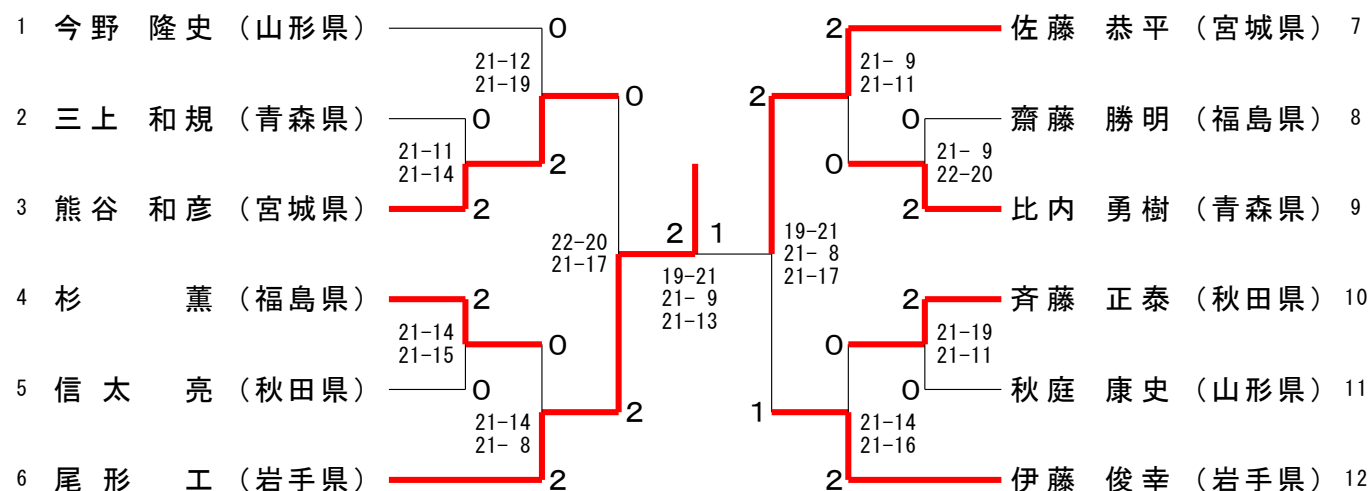 1 今野 隆史 (山形県) 0 2 佐藤 恭平 (宮城県) 7
21-12 21- 9
21-19 21-11
0 2
2 三上 和規 (青森県) 0 0 齋藤 勝明 (福島県) 8
21-11 21- 9
21-14 2 0 22-20
3 熊谷 和彦 (宮城県) 2 2 比内 勇樹 (青森県) 9
22-20 2 1 19-21
21-17 21- 8
19-21 21-17
21- 9
4 杉 薫 (福島県) 2 2 斉藤 正泰 (秋田県) 10
21-13
21-14 21-19
21-15 0 0 21-11
5 信太 亮 (秋田県) 0 0 秋庭 康史 (山形県) 11
2 1
21-14 21-14
21- 8 21-16
6 尾形 工 (岩手県) 2 2 伊藤 俊幸 (岩手県) 12